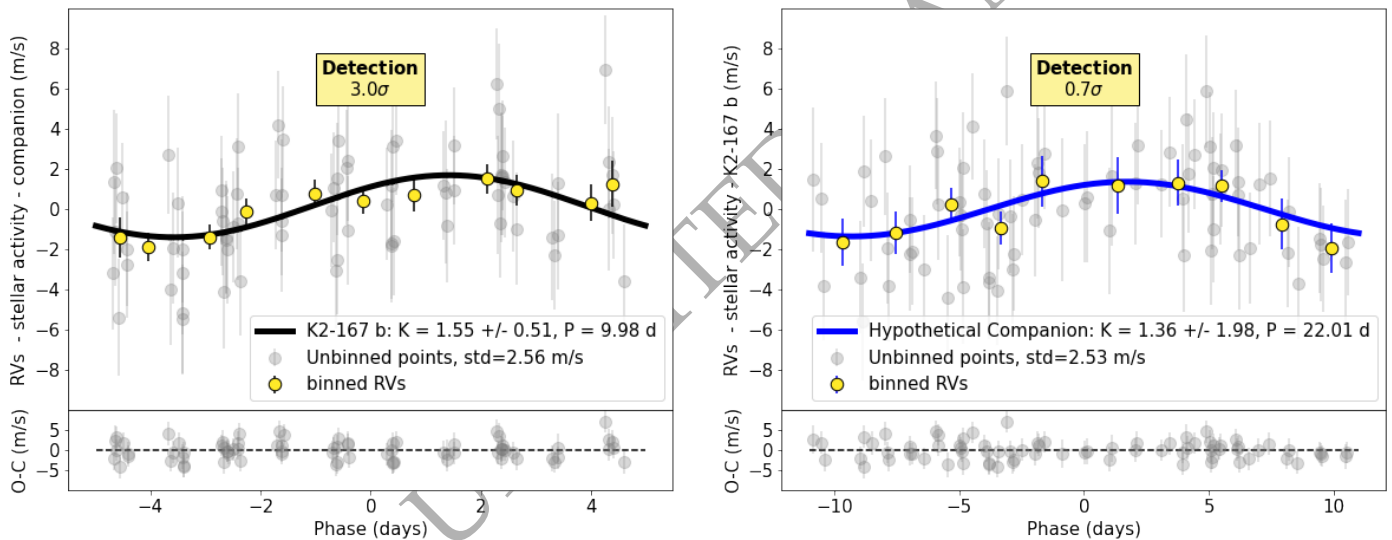 RVs - stellar activity - companion (m/s)
8
6
4
2
0
−2
−4
−6
−8
Detection
3.0σ
K2-167 b: K = 1.55 +/- 0.51, P = 9.98 d
Unbinned points, std=2.56 m/s
binned RVs
O-C (m/s)
5
0
−5
−4
−2
0
2
4
Phase (days)
RVs - stellar activity - K2-167 b (m/s)
8
6
4
2
0
−2
−4
−6
−8
Detection
0.7σ
Hypothetical Companion: K = 1.36 +/- 1.98, P = 22.01 d
Unbinned points, std=2.53 m/s
binned RVs
O-C (m/s)
5
0
−5
−10
−5
0
5
10
Phase (days)